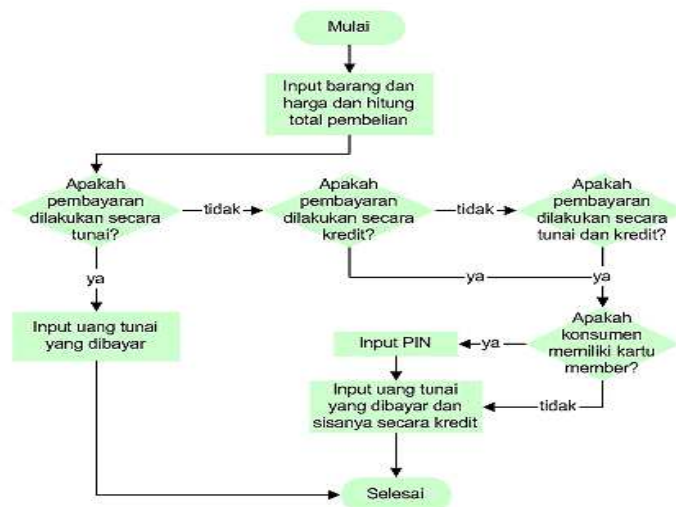 Mulai
Input barang dan
harga dan hitung
total pembelian
Apakah
pembayaran
dilakukan secara
tunai?
tidak
Apakah
pembayaran
dilakukan secara
kredit?
tidak
Apakah
pembayaran
dilakukan secara
tunai dan kredit?
ya
ya
ya
Input uang tunai
yang dibayar
Apakah
konsumen
memiliki kartu
member?
ya
Input PIN
tidak
Input uang tunai
yang dibayar dan
sisanya secara kredit
Selesai